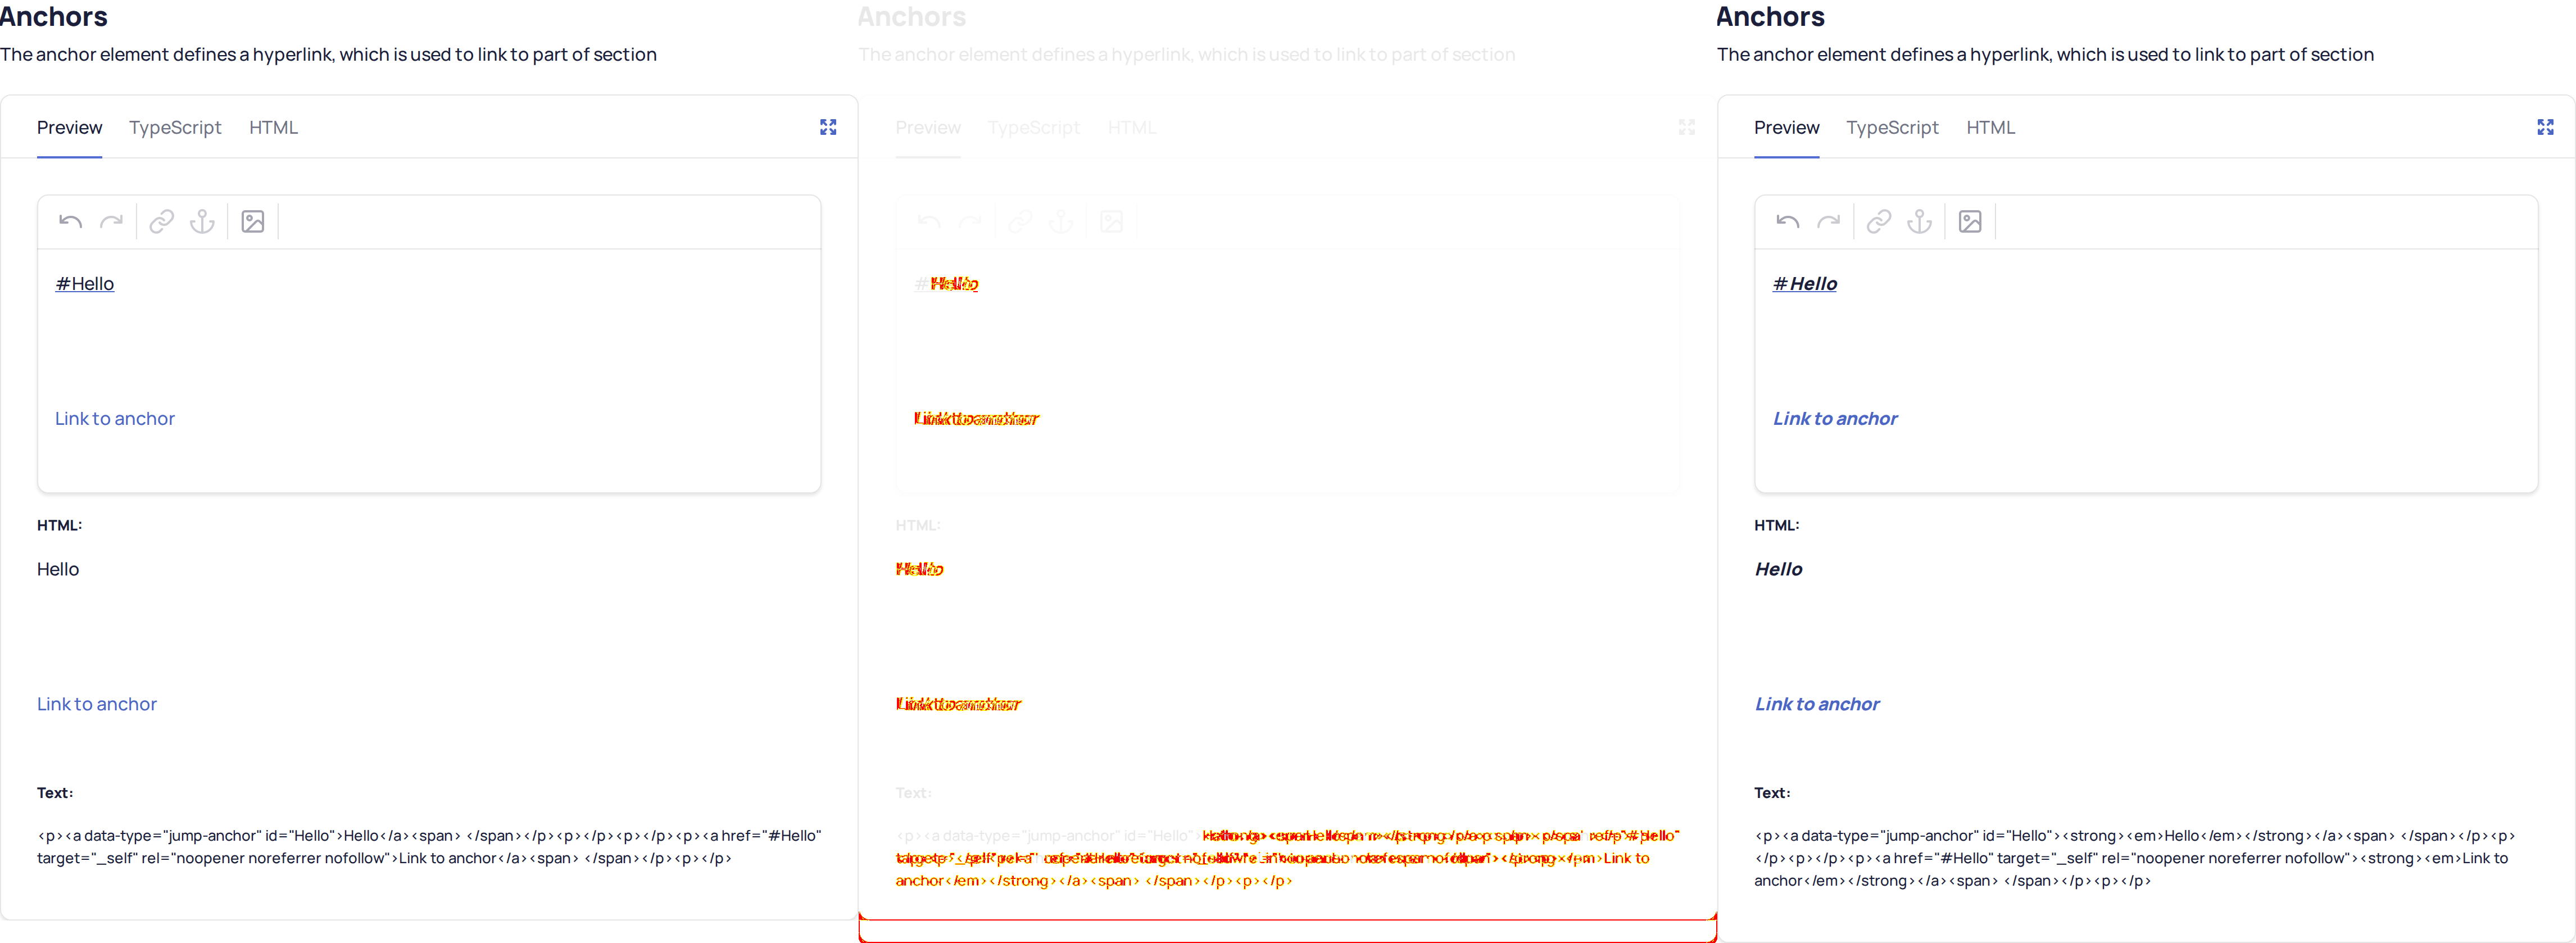 Anchors
The anchor element defines a hyperlink, which is used to link to part of section
Preview TypeScript HTML
#Hello
Link to anchor
HTML:
Hello
Link to anchor
Text:
<p><a data-type="jump-anchor" id="Hello">Hello</a><span> </span></p><p></p><p></p><p><a href="#Hello"
target="_self" rel="noopener noreferrer nofollow">Link to anchor</a><span> </span></p><p></p>
Anchors
The anchor element defines a hyperlink, which is used to link to part of section
Preview TypeScript HTML
#Hello
Link to anchor
HTML:
Hello
Link to anchor
Text:
<p><a data-type="jump-anchor" id="Hello">
Link to
anchor</em></strong></a><span> </span></p><p></p>
Anchors
The anchor element defines a hyperlink, which is used to link to part of section
Preview TypeScript HTML
#Hello
Link to anchor
HTML:
Hello
Link to anchor
Text:
<p><a data-type="jump-anchor" id="Hello"><strong><em>Hello</em></strong></a><span> </span></p><p>
</p><p></p><p><a href="#Hello" target="_self" rel="noopener noreferrer nofollow"><strong><em>Link to
anchor</em></strong></a><span> </span></p><p></p>